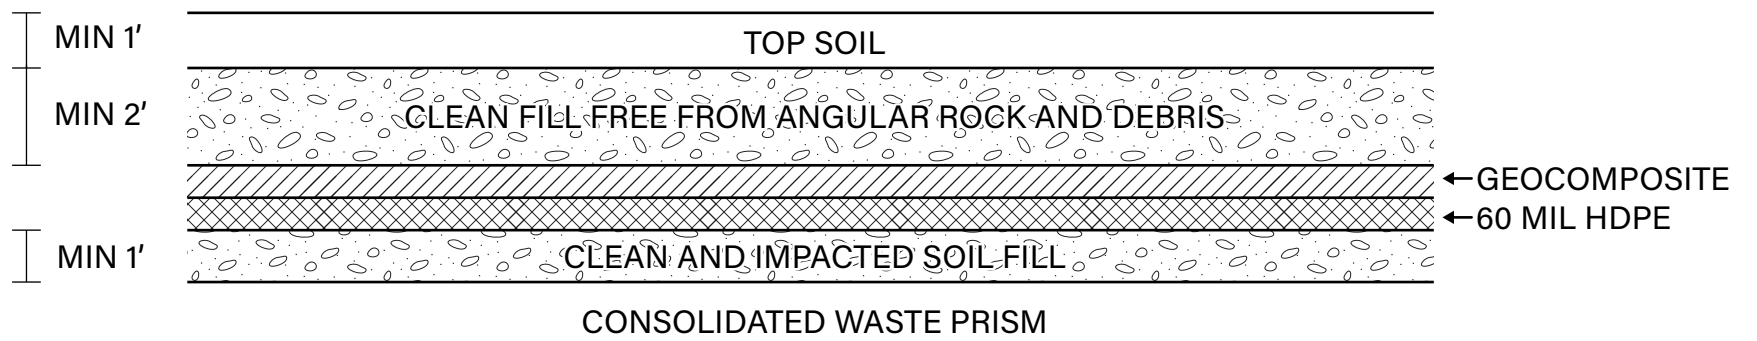 MIN 1'
TOP SOIL
MIN 2'
CLEAN FILL FREE FROM ANGULAR ROCK AND DEBRIS
GEOCOMPOSITE
60 MIL HDPE
MIN 1'
CLEAN AND IMPACTED SOIL FILL
CONSOLIDATED WASTE PRISM